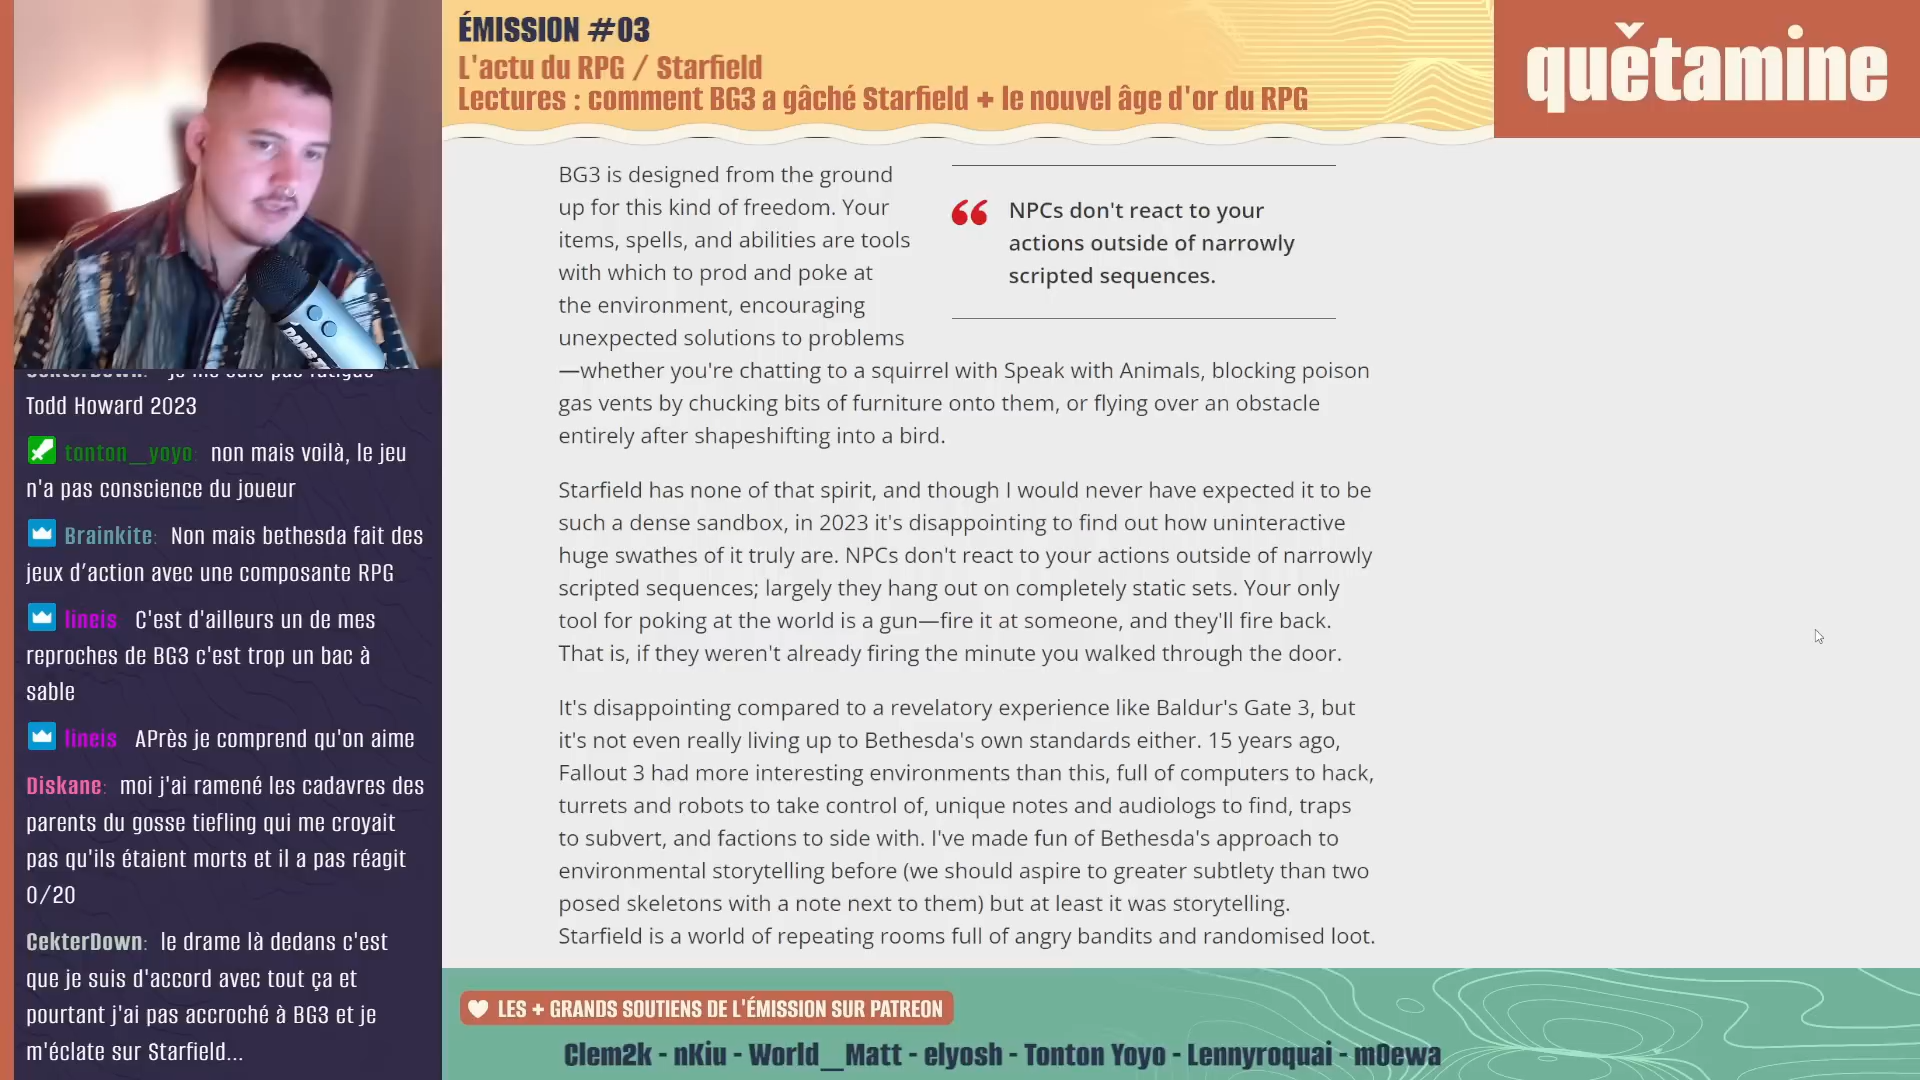 ÉMISSION #03
L'actu du RPG / Starfield
Lectures : comment BG3 a gâché Starfield + le nouvel âge d'or du RPG
quětamine
BG3 is designed from the ground
up for this kind of freedom. Your
items, spells, and abilities are tools
with which to prod and poke at
the environment, encouraging
unexpected solutions to problems
—whether you're chatting to a squirrel with Speak with Animals, blocking poison
gas vents by chucking bits of furniture onto them, or flying over an obstacle
entirely after shapeshifting into a bird.
“ NPCs don't react to your
actions outside of narrowly
scripted sequences.
Starfield has none of that spirit, and though I would never have expected it to be
such a dense sandbox, in 2023 it's disappointing to find out how uninteractive
huge swathes of it truly are. NPCs don't react to your actions outside of narrowly
scripted sequences; largely they hang out on completely static sets. Your only
tool for poking at the world is a gun—fire it at someone, and they'll fire back.
That is, if they weren't already firing the minute you walked through the door.
It's disappointing compared to a revelatory experience like Baldur's Gate 3, but
it's not even really living up to Bethesda's own standards either. 15 years ago,
Fallout 3 had more interesting environments than this, full of computers to hack,
turrets and robots to take control of, unique notes and audiologs to find, traps
to subvert, and factions to side with. I've made fun of Bethesda's approach to
environmental storytelling before (we should aspire to greater subtlety than two
posed skeletons with a note next to them) but at least it was storytelling.
Starfield is a world of repeating rooms full of angry bandits and randomised loot.
CekterDown: "je me suis pas fatigué"
Todd Howard 2023
tonton_yoyo: non mais voilà, le jeu
n'a pas conscience du joueur
Brainkite: Non mais bethesda fait des
jeux d’action avec une composante RPG
lineis C'est d'ailleurs un de mes
reproches de BG3 c'est trop un bac à
sable
lineis APrès je comprend qu'on aime
Diskane: moi j'ai ramené les cadavres des
parents du gosse tiefling qui me croyait
pas qu'ils étaient morts et il a pas réagit
0/20
CekterDown: le drame là dedans c'est
que je suis d'accord avec tout ça et
pourtant j'ai pas accroché à BG3 et je
m'éclate sur Starfield...
LES + GRANDS SOUTIENS DE L'ÉMISSION SUR PATREON
Clem2k - nKiu - World_Matt - elyosh - Tonton Yoyo - Lennyroquai - m0ewa